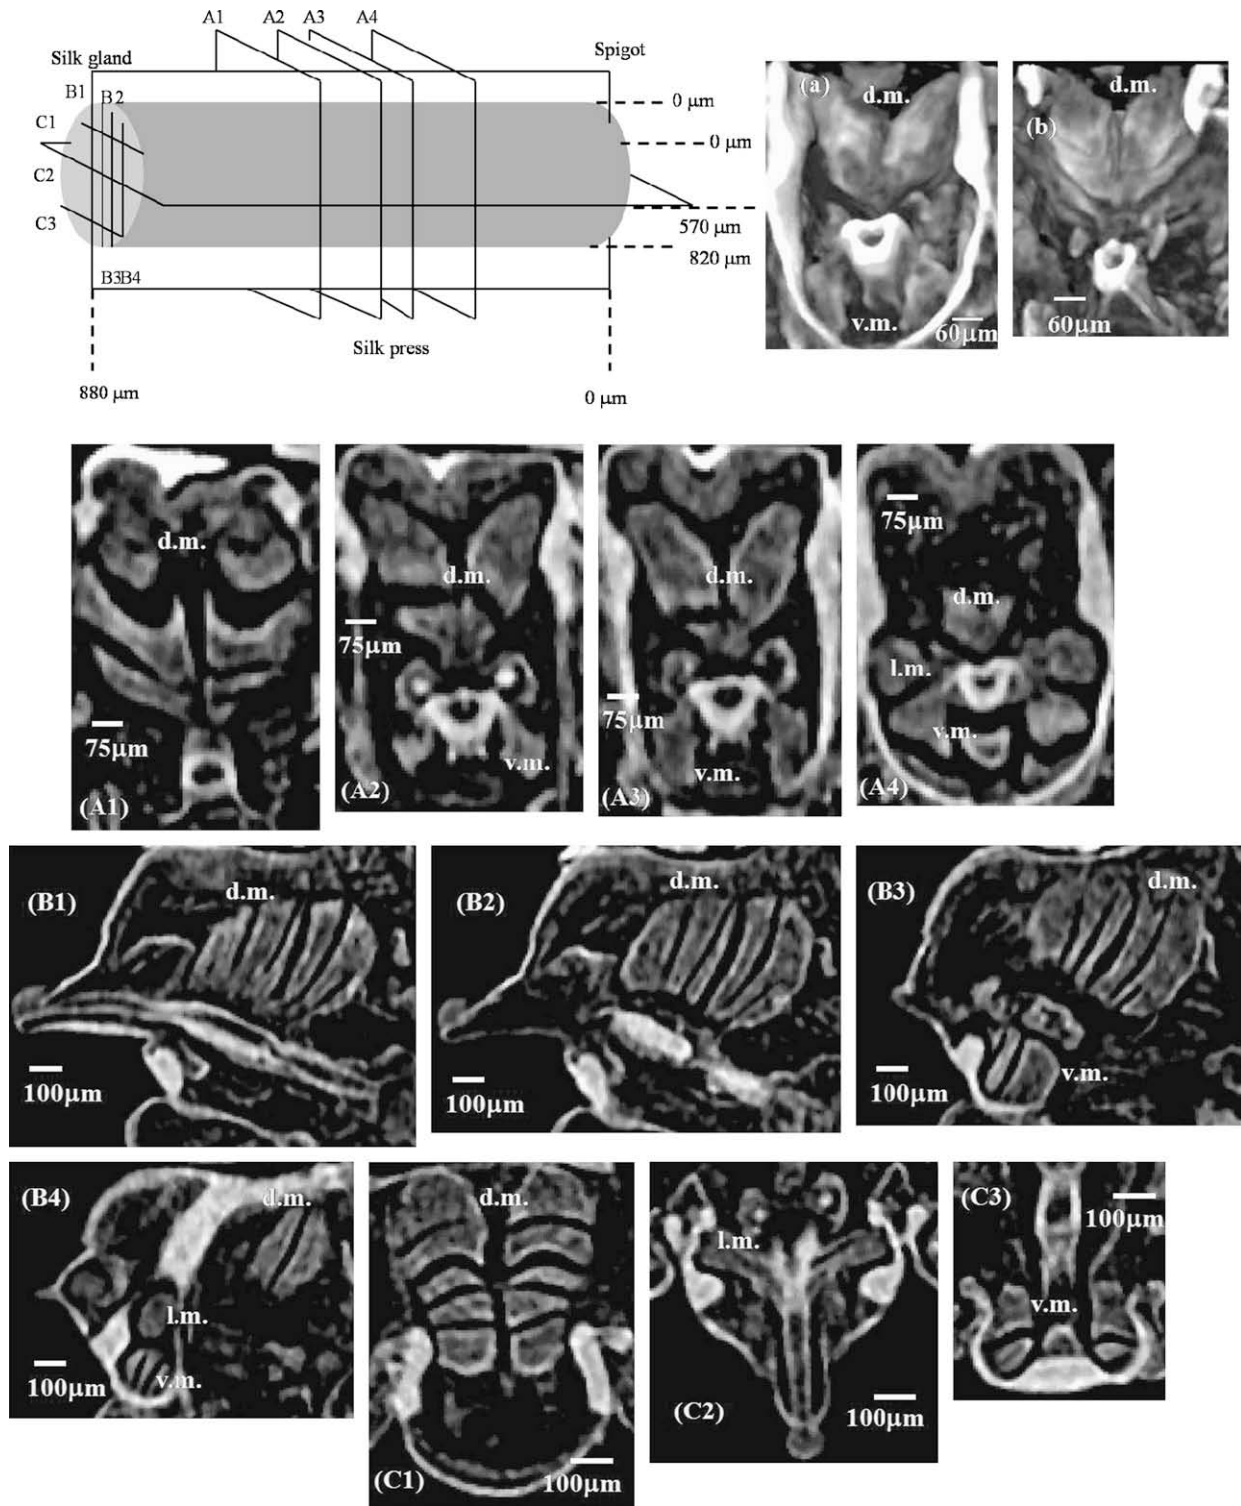 A1 A2 A3 A4
Silk gland Spigot
B1 B2
C1
C2
C3
B3B4
0 μm
0 μm
570 μm
820 μm
Silk press
880 μm 0 μm
(a) d.m.
v.m. 60μm
(b) d.m.
60μm
d.m.
75μm
(A1)
d.m.
75μm
v.m.
(A2)
d.m.
75μm
v.m.
(A3)
75μm
d.m.
l.m.
v.m.
(A4)
(B1) d.m.
100μm
(B2) d.m.
100μm
(B3) d.m.
v.m.
100μm
(B4) d.m.
l.m.
100μm v.m.
d.m.
100μm
(C1)
l.m.
(C2) 100μm
(C3)
100μm
v.m.